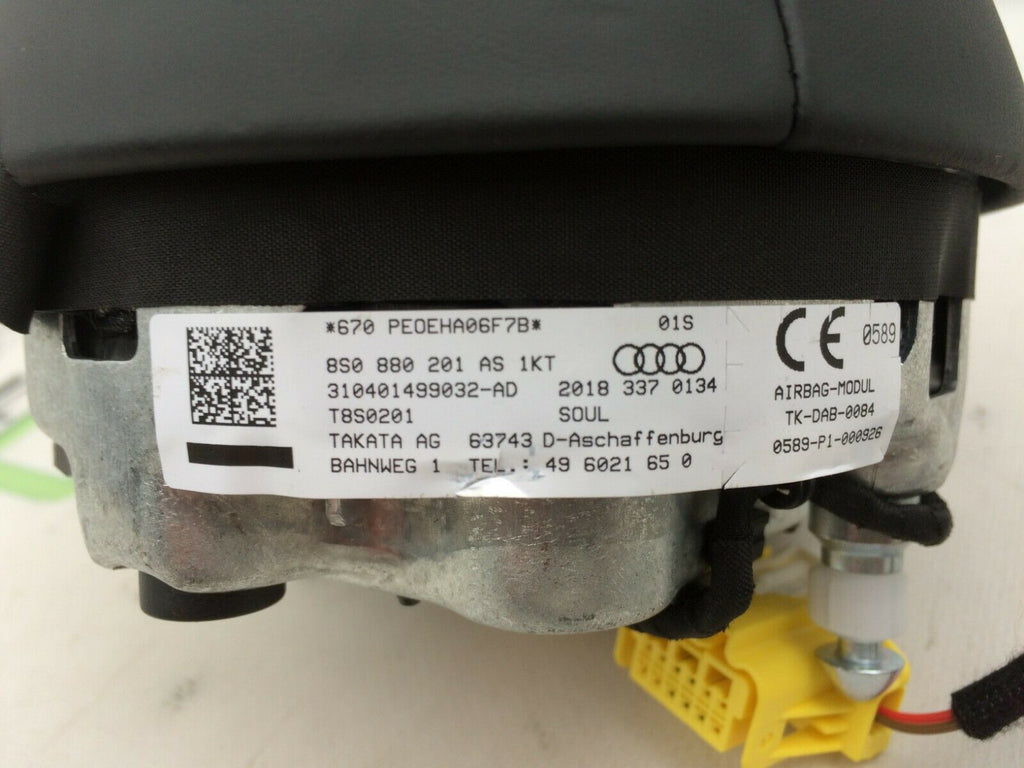 *670 PEOEHA06F7B* 01S
8S0 880 201 AS 1KT
310401499032-AD 2018 337 0134
T8S0201 SOUL
TAKATA AG 63743 D-Aschaffenburg
BAHNWEG 1 TEL.: 49 6021 65 0
CE 0589
AIRBAG-MODUL
TK-DAB-0084
0589-P1-000926